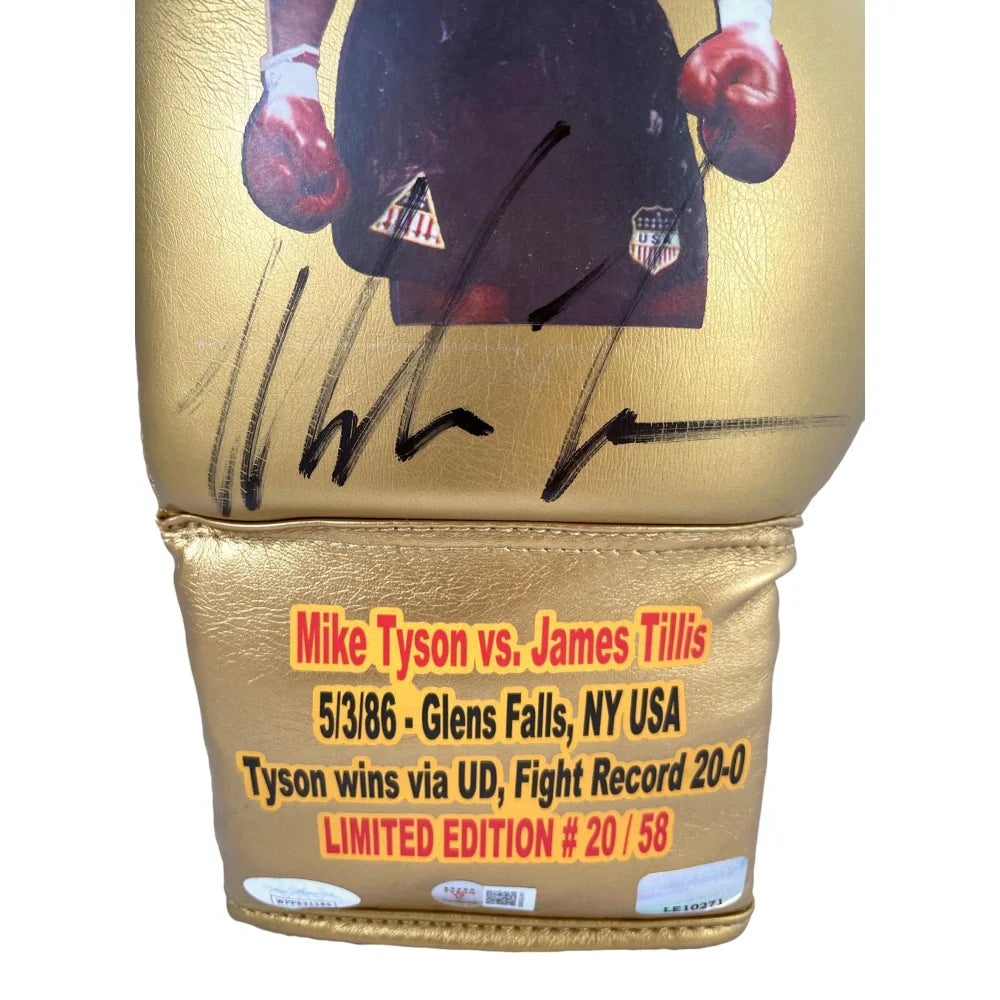 USA
Mike Tyson vs. James Tillis
5/3/86 - Glens Falls, NY USA
Tyson wins via UD, Fight Record 20-0
LIMITED EDITION # 20 / 58
LE10271